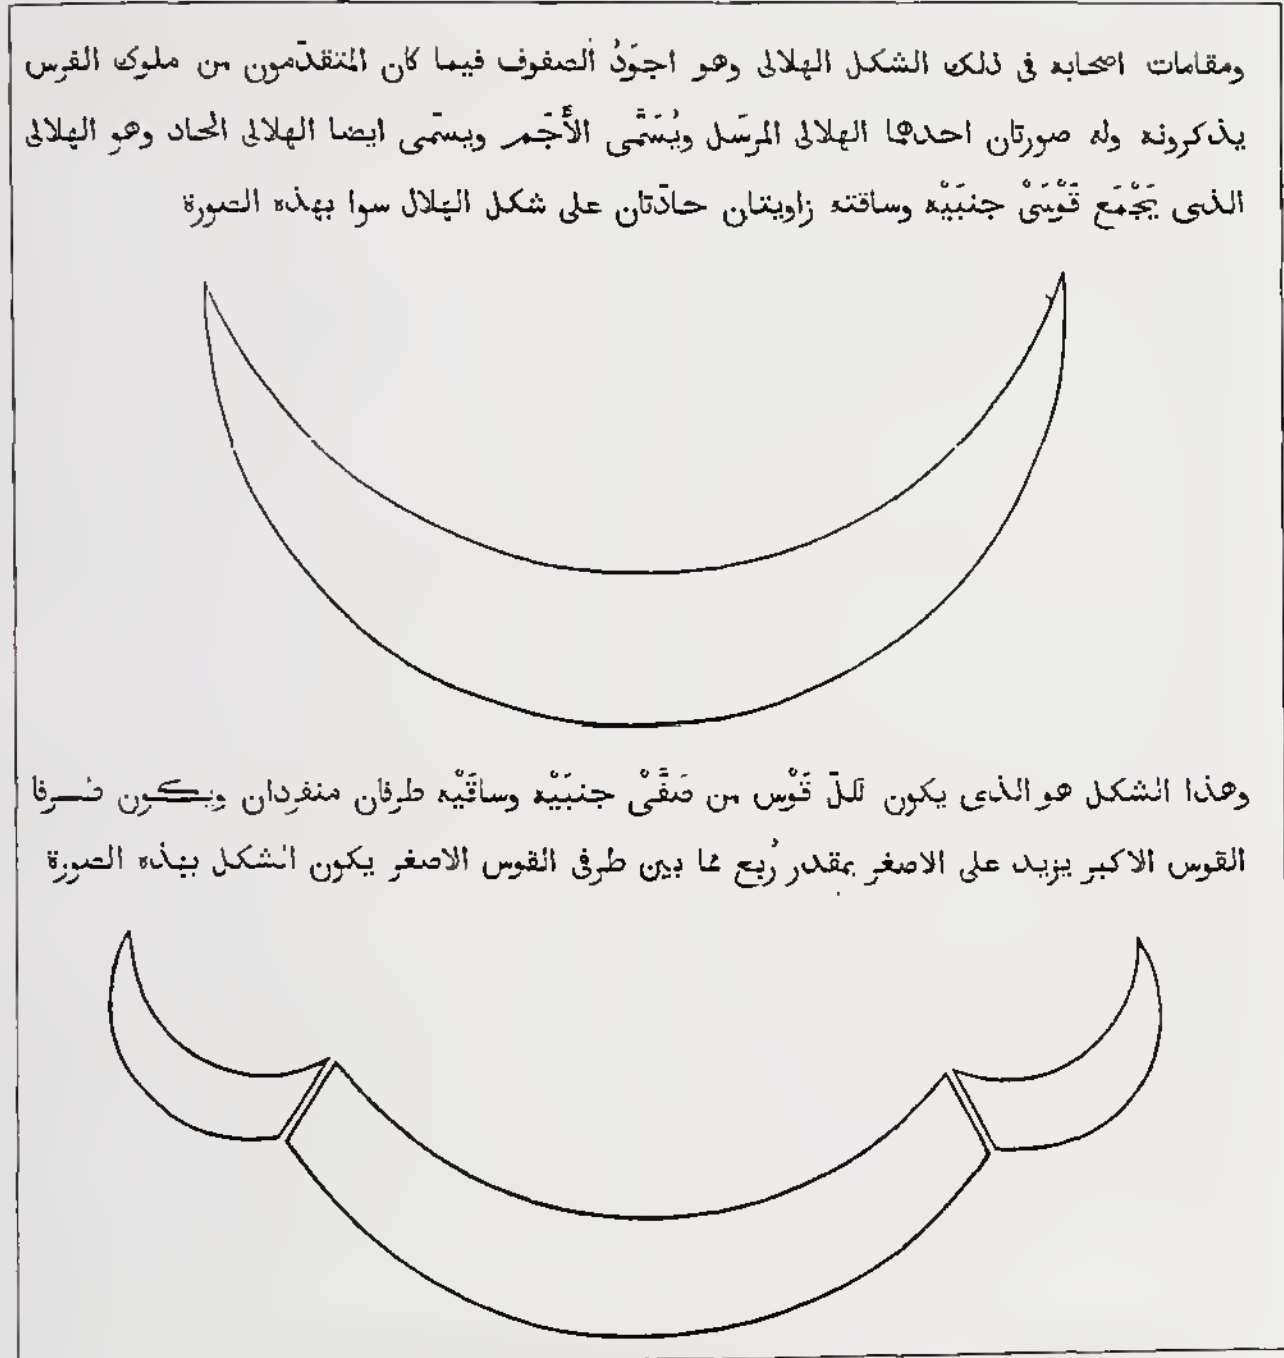 ومقامات اصحابه فى ذلك الشكل الهلالى وهو اجوَدُ الصفوف فيما كان المتقدّمون من ملوك الفرس
يذكرونه وله صورتان احدهما الهلالى المرسَل ويُسَمَّى الأَجَم ويسمّى ايضا الهلالى الحاد وهو الهلالى
الذى يَجْمَع قَوْسَىْ جنبَيْه وساقته زاويتان حادّتان على شكل الهلال سوا بهذه الصورة
وهذا الشكل هو الذى يكون لكلّ قَوْس من صَفَّىْ جنبَيْه وساقَيْه طرفان منفردان ويكون طرفا
القوس الاكبر يزيد على الاصغر بمقدر رُبع مما بين طرفى القوس الاصغر يكون الشكل بهذه الصورة